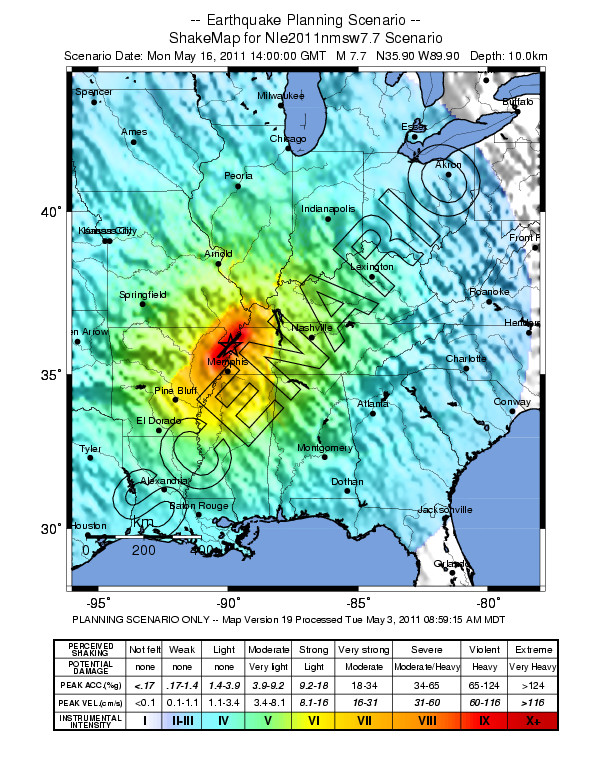 -- Earthquake Planning Scenario --
ShakeMap for Nle2011nmsw7.7 Scenario
Scenario Date: Mon May 16, 2011 14:00:00 GMT M 7.7 N35.90 W89.90 Depth: 10.0km
Spencer
Milwaukee
Buffalo
Ames
Essex
Chicago
Akron
Peoria
40°
Indianapolis
Kansas City
Front R
Arnold
Lexington
Springfield
Roanoke
Henders
en Arrow
Nashville
Memphis
Charlotte
35°
Pine Bluff
Atlanta
Conway
El Dorado
Tyler
Montgomery
Alexandria
Dothan
SCENARIO
Baton Rouge
Jacksonville
km
30°
Houston
0 200 400
Orlando
-95° -90° -85° -80°
PLANNING SCENARIO ONLY -- Map Version 19 Processed Tue May 3, 2011 08:59:15 AM MDT
PERCEIVED SHAKING Not felt Weak Light Moderate Strong Very strong Severe Violent Extreme
POTENTIAL DAMAGE none none none Very light Light Moderate Moderate/Heavy Heavy Very Heavy
PEAK ACC.(%g) <.17 .17-1.4 1.4-3.9 3.9-9.2 9.2-18 18-34 34-65 65-124 >124
PEAK VEL.(cm/s) <0.1 0.1-1.1 1.1-3.4 3.4-8.1 8.1-16 16-31 31-60 60-116 >116
INSTRUMENTAL INTENSITY I II-III IV V VI VII VIII IX X+